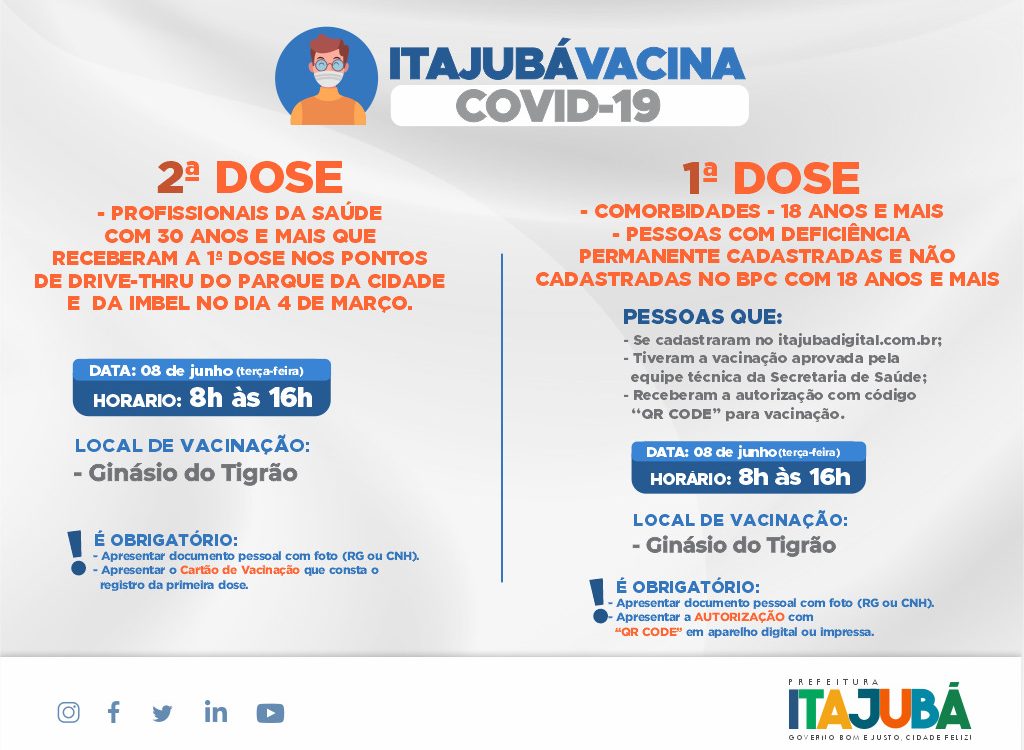 ITAJUBÁVACINA
COVID-19
2ª DOSE
- PROFISSIONAIS DA SAÚDE
COM 30 ANOS E MAIS QUE
RECEBERAM A 1ª DOSE NOS PONTOS
DE DRIVE-THRU DO PARQUE DA CIDADE
E DA IMBEL NO DIA 4 DE MARÇO.
DATA: 08 de junho (terça-feira)
HORARIO: 8h às 16h
LOCAL DE VACINAÇÃO:
- Ginásio do Tigrão
! É OBRIGATÓRIO:
- Apresentar documento pessoal com foto (RG ou CNH).
- Apresentar o Cartão de Vacinação que consta o
registro da primeira dose.
1ª DOSE
- COMORBIDADES - 18 ANOS E MAIS
- PESSOAS COM DEFICIÊNCIA
PERMANENTE CADASTRADAS E NÃO
CADASTRADAS NO BPC COM 18 ANOS E MAIS
PESSOAS QUE:
- Se cadastraram no itajubadigital.com.br;
- Tiveram a vacinação aprovada pela
equipe técnica da Secretaria de Saúde;
- Receberam a autorização com código
‘‘QR CODE” para vacinação.
DATA: 08 de junho (terça-feira)
HORÁRIO: 8h às 16h
LOCAL DE VACINAÇÃO:
- Ginásio do Tigrão
! É OBRIGATÓRIO:
- Apresentar documento pessoal com foto (RG ou CNH).
- Apresentar a AUTORIZAÇÃO com
“QR CODE” em aparelho digital ou impressa.
PREFEITURA
ITAJUBÁ
GOVERNO BOM E JUSTO, CIDADE FELIZ!